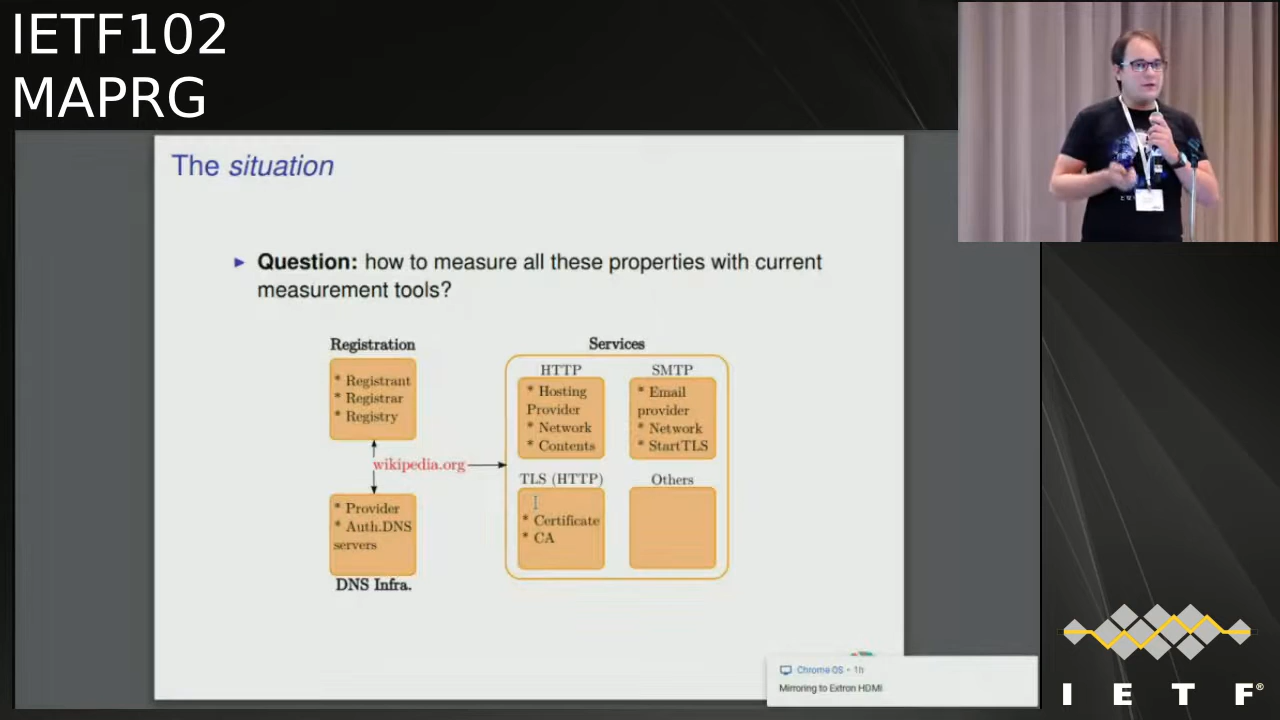 IETF102
MAPRG
The situation
► Question: how to measure all these properties with current
measurement tools?
Registration
* Registrant
* Registrar
* Registry
wikipedia.org
* Provider
* Auth.DNS
servers
DNS Infra.
Services
HTTP
* Hosting
Provider
* Network
* Contents
SMTP
* Email
provider
* Network
* StartTLS
TLS (HTTP)
* Certificate
* CA
Others
Chrome OS • 1h
Mirroring to Extron HDMI
I E T F®